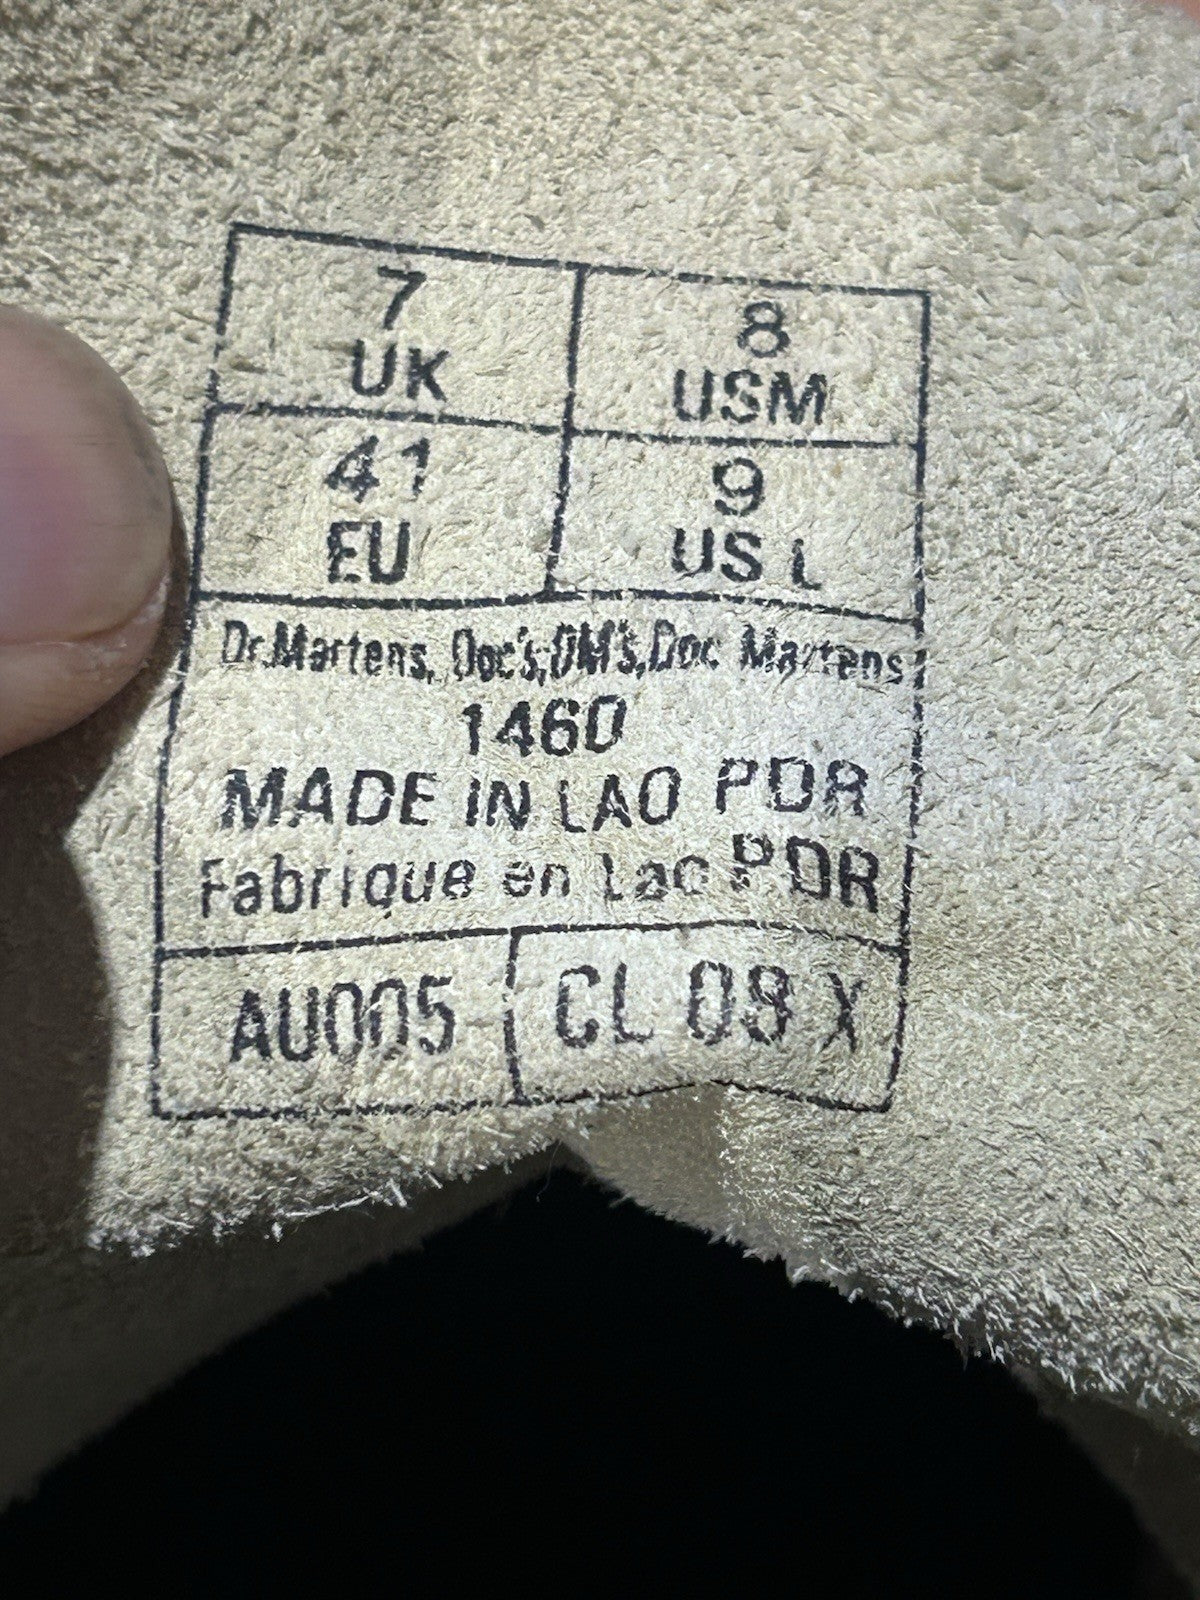 7
UK
8
USM
41
EU
9
US L
Dr.Martens, Doc's, DM's, Doc Martens
1460
MADE IN LAO PDR
Fabrique en Lao PDR
AU005
CL 09 X